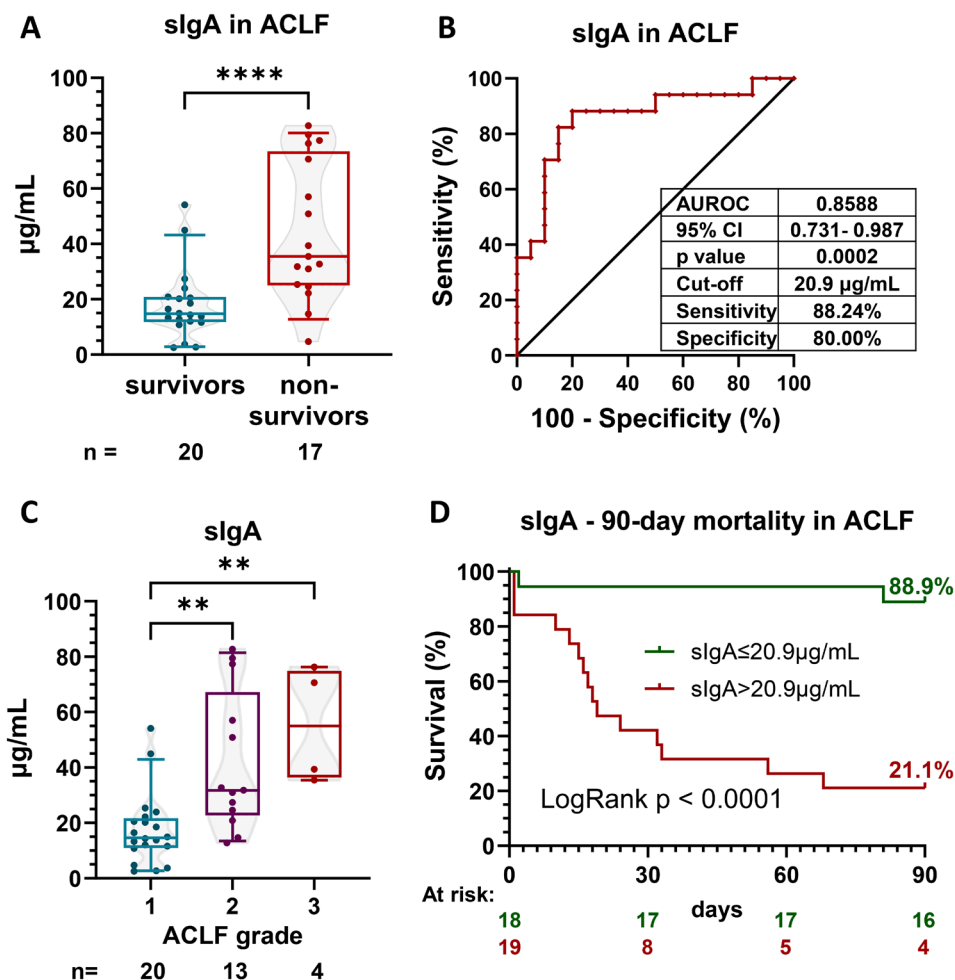 A
sIgA in ACLF
****
µg/mL
100
80
60
40
20
0
survivors
non-
survivors
n = 20 17
B
sIgA in ACLF
Sensitivity (%)
100
80
60
40
20
0
AUROC 0.8588
95% CI 0.731- 0.987
p value 0.0002
Cut-off 20.9 µg/mL
Sensitivity 88.24%
Specificity 80.00%
0 20 40 60 80 100
100 - Specificity (%)
C
sIgA
**
**
µg/mL
100
80
60
40
20
0
1 2 3
ACLF grade
n= 20 13 4
D
sIgA - 90-day mortality in ACLF
Survival (%)
100
80
60
40
20
0
88.9%
sIgA≤20.9µg/mL
sIgA>20.9µg/mL
21.1%
LogRank p < 0.0001
0 30 60 90
At risk:
days
18 17 17 16
19 8 5 4